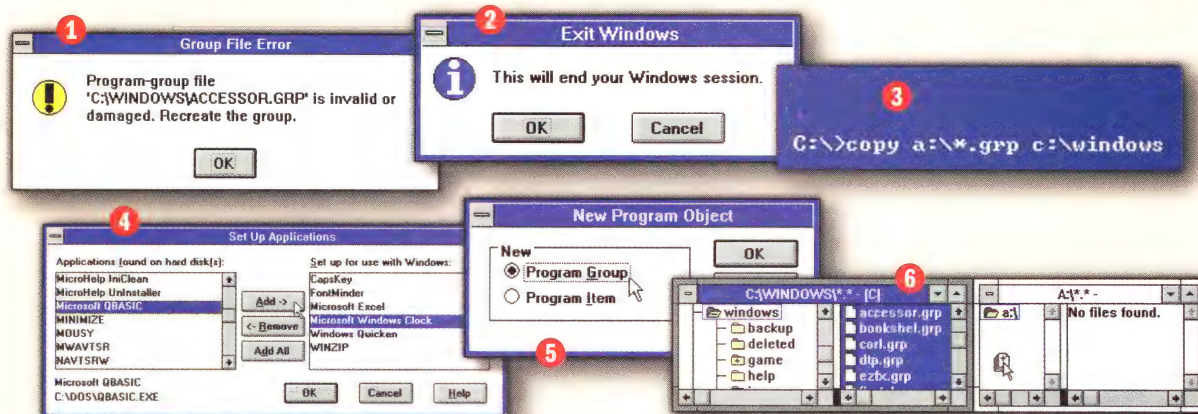 1
Group File Error
Program-group file
'C:\WINDOWS\ACCESSOR.GRP' is invalid or
damaged. Recreate the group.
OK
2
Exit Windows
This will end your Windows session.
OK
Cancel
3
C:\>copy a:\*.grp c:\windows
4
Set Up Applications
Applications found on hard disk(s):
MicroHelp IniClean
MicroHelp UnInstaller
Microsoft QBASIC
MINIMIZE
MOUSY
MWAVTSR
NAVTSRW
Add ->
<- Remove
Add All
Set up for use with Windows:
CapsKey
FontMinder
Microsoft Excel
Microsoft Windows Clock
Windows Quicken
WINZIP
Microsoft QBASIC
C:\DOS\QBASIC.EXE
OK
Cancel
Help
New Program Object
New
Program Group
Program Item
OK
5
6
C:\WINDOWS\*.* - [C]
windows
backup
deleted
game
help
accessor.grp
bookshel.grp
corl.grp
dtp.grp
ezfx.grp
A:\*.* -
a:\
No files found.